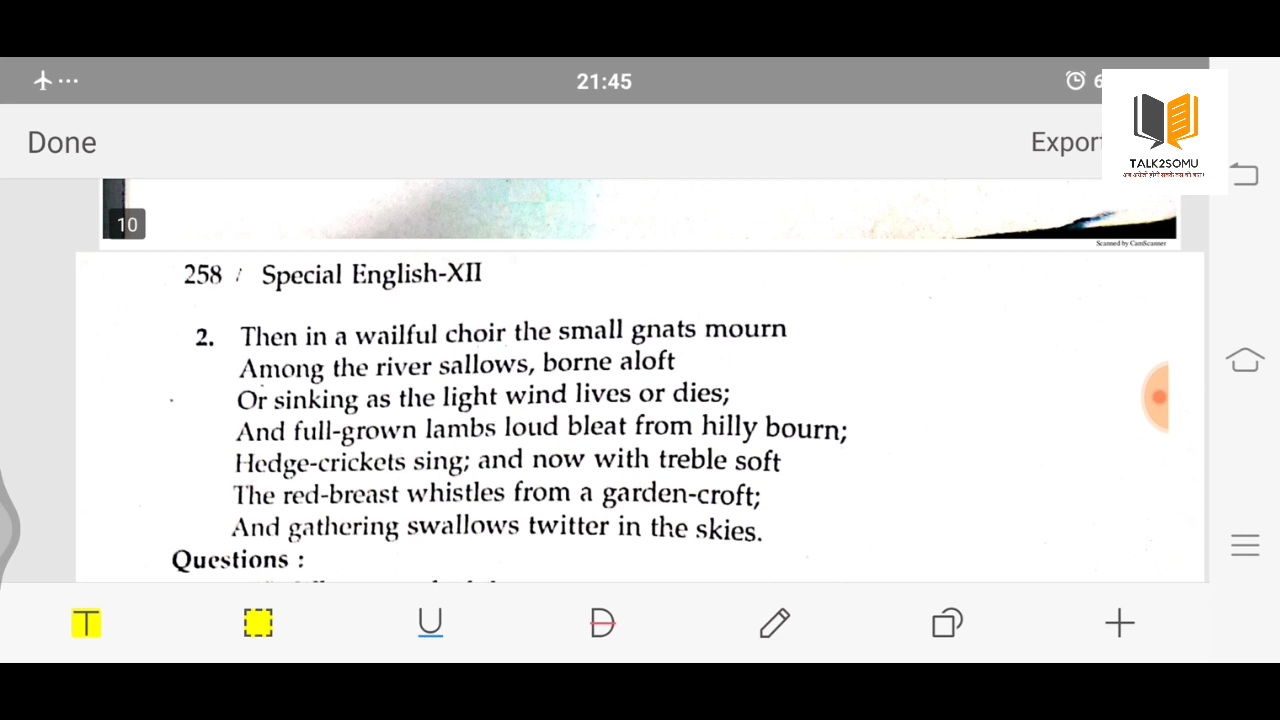 21:45
6
Done
Export
TALK2SOMU
10
Scanned by CamScanner
258 / Special English-XII
2. Then in a wailful choir the small gnats mourn
Among the river sallows, borne aloft
Or sinking as the light wind lives or dies;
And full-grown lambs loud bleat from hilly bourn;
Hedge-crickets sing; and now with treble soft
The red-breast whistles from a garden-croft;
And gathering swallows twitter in the skies.
Questions :
T
U
D